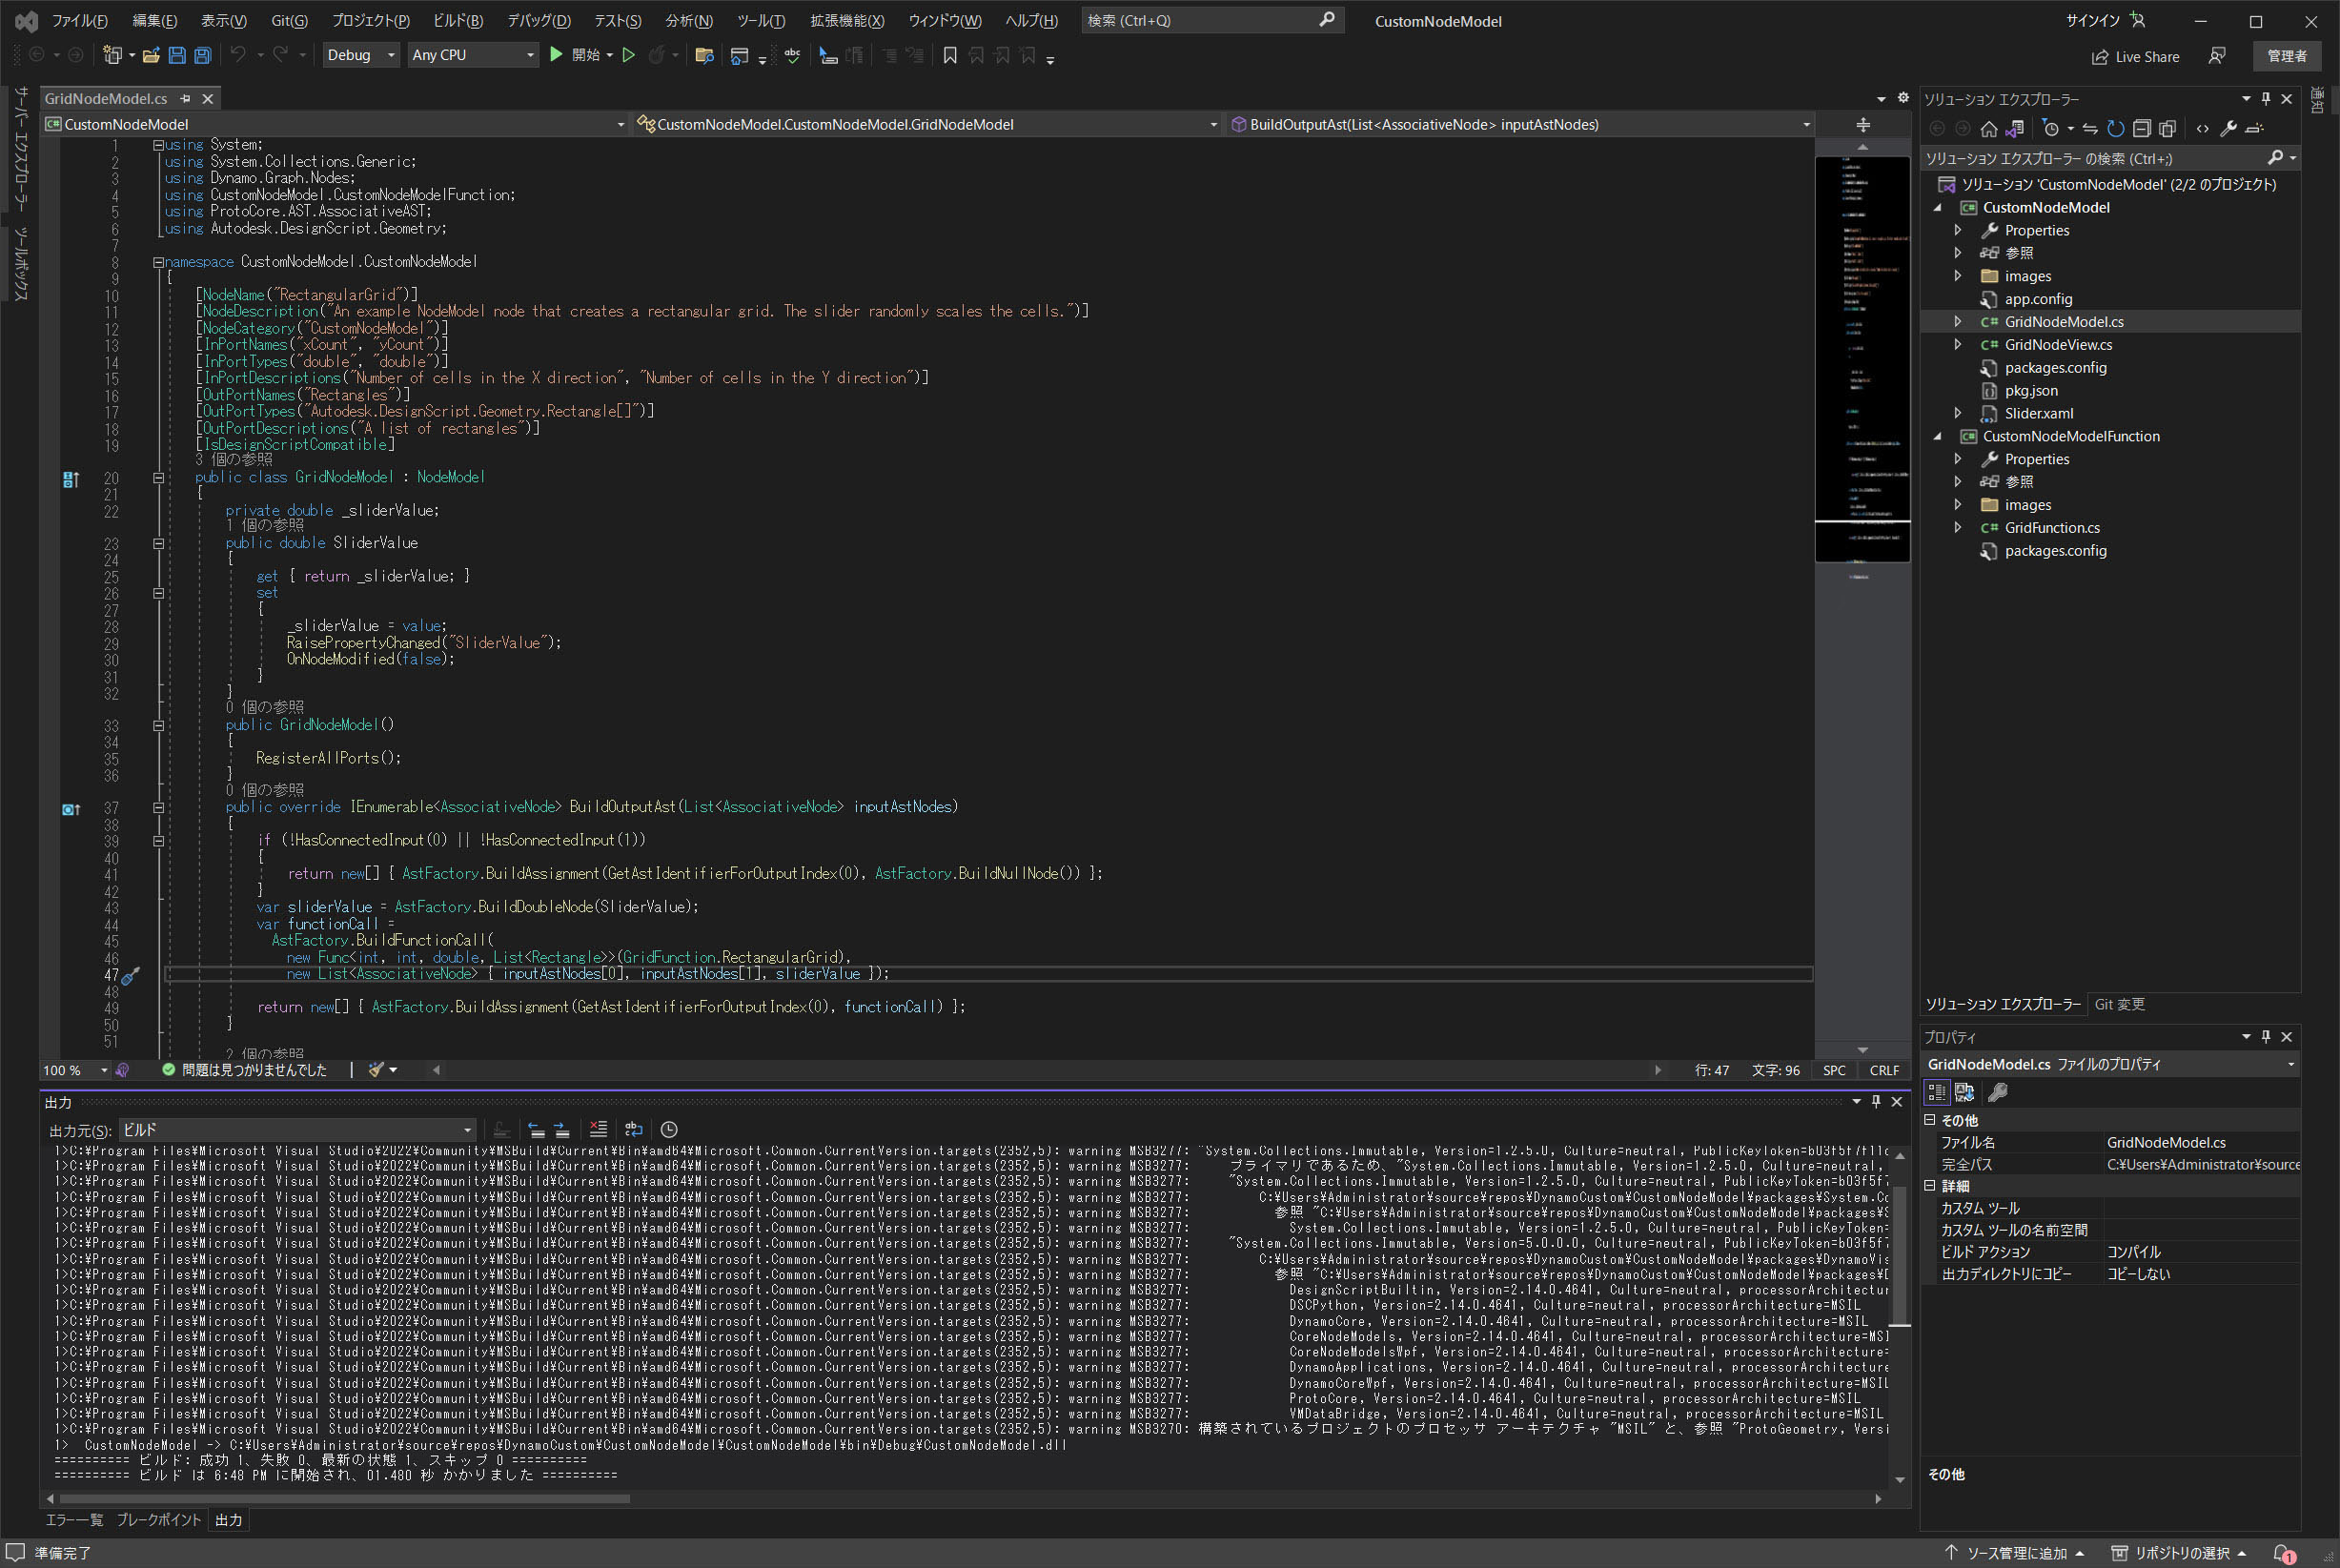 ファイル(F) 編集(E) 表示(V) Git(G) プロジェクト(P) ビルド(B) デバッグ(D) テスト(S) 分析(N) ツール(T) 拡張機能(X) ウィンドウ(W) ヘルプ(H) 検索 (Ctrl+Q) CustomNodeModel サインイン
Debug Any CPU 開始 Live Share 管理者
サーバー エクスプローラー
ツールボックス
GridNodeModel.cs
CustomNodeModel CustomNodeModel.CustomNodeModel.GridNodeModel BuildOutputAst(List<AssociativeNode> inputAstNodes)
1 using System;
2 using System.Collections.Generic;
3 using Dynamo.Graph.Nodes;
4 using CustomNodeModel.CustomNodeModelFunction;
5 using ProtoCore.AST.AssociativeAST;
6 using Autodesk.DesignScript.Geometry;
7
8 namespace CustomNodeModel.CustomNodeModel
9 {
10 [NodeName("RectangularGrid")]
11 [NodeDescription("An example NodeModel node that creates a rectangular grid. The slider randomly scales the cells.")]
12 [NodeCategory("CustomNodeModel")]
13 [InPortNames("xCount", "yCount")]
14 [InPortTypes("double", "double")]
15 [InPortDescriptions("Number of cells in the X direction", "Number of cells in the Y direction")]
16 [OutPortNames("Rectangles")]
17 [OutPortTypes("Autodesk.DesignScript.Geometry.Rectangle[]")]
18 [OutPortDescriptions("A list of rectangles")]
19 [IsDesignScriptCompatible]
3 個の参照
20 public class GridNodeModel : NodeModel
21 {
22 private double _sliderValue;
1 個の参照
23 public double SliderValue
24 {
25 get { return _sliderValue; }
26 set
27 {
28 _sliderValue = value;
29 RaisePropertyChanged("SliderValue");
30 OnNodeModified(false);
31 }
32 }
0 個の参照
33 public GridNodeModel()
34 {
35 RegisterAllPorts();
36 }
0 個の参照
37 public override IEnumerable<AssociativeNode> BuildOutputAst(List<AssociativeNode> inputAstNodes)
38 {
39 if (!HasConnectedInput(0) || !HasConnectedInput(1))
40 {
41 return new[] { AstFactory.BuildAssignment(GetAstIdentifierForOutputIndex(0), AstFactory.BuildNullNode()) };
42 }
43 var sliderValue = AstFactory.BuildDoubleNode(SliderValue);
44 var functionCall =
45 AstFactory.BuildFunctionCall(
46 new Func<int, int, double, List<Rectangle>>(GridFunction.RectangularGrid),
47 new List<AssociativeNode> { inputAstNodes[0], inputAstNodes[1], sliderValue });
48
49 return new[] { AstFactory.BuildAssignment(GetAstIdentifierForOutputIndex(0), functionCall) };
50 }
51
2 個の参照
100 % 問題は見つかりませんでした 行: 47 文字: 96 SPC CRLF
出力
出力元(S): ビルド
1>C:¥Program Files¥Microsoft Visual Studio¥2022¥Community¥MSBuild¥Current¥Bin¥amd64¥Microsoft.Common.CurrentVersion.targets(2352,5): warning MSB3277: "System.Collections.Immutable, Version=1.2.5.0, Culture=neutral, PublicKeyToken=b03f5f7f11d
1>C:¥Program Files¥Microsoft Visual Studio¥2022¥Community¥MSBuild¥Current¥Bin¥amd64¥Microsoft.Common.CurrentVersion.targets(2352,5): warning MSB3277: プライマリであるため、"System.Collections.Immutable, Version=1.2.5.0, Culture=neutral,
1>C:¥Program Files¥Microsoft Visual Studio¥2022¥Community¥MSBuild¥Current¥Bin¥amd64¥Microsoft.Common.CurrentVersion.targets(2352,5): warning MSB3277: "System.Collections.Immutable, Version=1.2.5.0, Culture=neutral, PublicKeyToken=b03f5f7
1>C:¥Program Files¥Microsoft Visual Studio¥2022¥Community¥MSBuild¥Current¥Bin¥amd64¥Microsoft.Common.CurrentVersion.targets(2352,5): warning MSB3277: C:¥Users¥Administrator¥source¥repos¥DynamoCustom¥CustomNodeModel¥packages¥System.Co
1>C:¥Program Files¥Microsoft Visual Studio¥2022¥Community¥MSBuild¥Current¥Bin¥amd64¥Microsoft.Common.CurrentVersion.targets(2352,5): warning MSB3277: 参照 "C:¥Users¥Administrator¥source¥repos¥DynamoCustom¥CustomNodeModel¥packages¥S
1>C:¥Program Files¥Microsoft Visual Studio¥2022¥Community¥MSBuild¥Current¥Bin¥amd64¥Microsoft.Common.CurrentVersion.targets(2352,5): warning MSB3277: System.Collections.Immutable, Version=1.2.5.0, Culture=neutral, PublicKeyToken=
1>C:¥Program Files¥Microsoft Visual Studio¥2022¥Community¥MSBuild¥Current¥Bin¥amd64¥Microsoft.Common.CurrentVersion.targets(2352,5): warning MSB3277: "System.Collections.Immutable, Version=5.0.0.0, Culture=neutral, PublicKeyToken=b03f5f7
1>C:¥Program Files¥Microsoft Visual Studio¥2022¥Community¥MSBuild¥Current¥Bin¥amd64¥Microsoft.Common.CurrentVersion.targets(2352,5): warning MSB3277: C:¥Users¥Administrator¥source¥repos¥DynamoCustom¥CustomNodeModel¥packages¥DynamoVis
1>C:¥Program Files¥Microsoft Visual Studio¥2022¥Community¥MSBuild¥Current¥Bin¥amd64¥Microsoft.Common.CurrentVersion.targets(2352,5): warning MSB3277: 参照 "C:¥Users¥Administrator¥source¥repos¥DynamoCustom¥CustomNodeModel¥packages¥D
1>C:¥Program Files¥Microsoft Visual Studio¥2022¥Community¥MSBuild¥Current¥Bin¥amd64¥Microsoft.Common.CurrentVersion.targets(2352,5): warning MSB3277: DesignScriptBuiltin, Version=2.14.0.4641, Culture=neutral, processorArchitectur
1>C:¥Program Files¥Microsoft Visual Studio¥2022¥Community¥MSBuild¥Current¥Bin¥amd64¥Microsoft.Common.CurrentVersion.targets(2352,5): warning MSB3277: DSCPython, Version=2.14.0.4641, Culture=neutral, processorArchitecture=MSIL
1>C:¥Program Files¥Microsoft Visual Studio¥2022¥Community¥MSBuild¥Current¥Bin¥amd64¥Microsoft.Common.CurrentVersion.targets(2352,5): warning MSB3277: DynamoCore, Version=2.14.0.4641, Culture=neutral, processorArchitecture=MSIL
1>C:¥Program Files¥Microsoft Visual Studio¥2022¥Community¥MSBuild¥Current¥Bin¥amd64¥Microsoft.Common.CurrentVersion.targets(2352,5): warning MSB3277: CoreNodeModels, Version=2.14.0.4641, Culture=neutral, processorArchitecture=MSI
1>C:¥Program Files¥Microsoft Visual Studio¥2022¥Community¥MSBuild¥Current¥Bin¥amd64¥Microsoft.Common.CurrentVersion.targets(2352,5): warning MSB3277: CoreNodeModelsWpf, Version=2.14.0.4641, Culture=neutral, processorArchitecture=
1>C:¥Program Files¥Microsoft Visual Studio¥2022¥Community¥MSBuild¥Current¥Bin¥amd64¥Microsoft.Common.CurrentVersion.targets(2352,5): warning MSB3277: DynamoApplications, Version=2.14.0.4641, Culture=neutral, processorArchitecture
1>C:¥Program Files¥Microsoft Visual Studio¥2022¥Community¥MSBuild¥Current¥Bin¥amd64¥Microsoft.Common.CurrentVersion.targets(2352,5): warning MSB3277: DynamoCoreWpf, Version=2.14.0.4641, Culture=neutral, processorArchitecture=MSIL
1>C:¥Program Files¥Microsoft Visual Studio¥2022¥Community¥MSBuild¥Current¥Bin¥amd64¥Microsoft.Common.CurrentVersion.targets(2352,5): warning MSB3277: ProtoCore, Version=2.14.0.4641, Culture=neutral, processorArchitecture=MSIL
1>C:¥Program Files¥Microsoft Visual Studio¥2022¥Community¥MSBuild¥Current¥Bin¥amd64¥Microsoft.Common.CurrentVersion.targets(2352,5): warning MSB3277: VMDataBridge, Version=2.14.0.4641, Culture=neutral, processorArchitecture=MSIL
1>C:¥Program Files¥Microsoft Visual Studio¥2022¥Community¥MSBuild¥Current¥Bin¥amd64¥Microsoft.Common.CurrentVersion.targets(2352,5): warning MSB3270: 構築されているプロジェクトのプロセッサ アーキテクチャ "MSIL" と、参照 "ProtoGeometry, Versi
1> CustomNodeModel -> C:¥Users¥Administrator¥source¥repos¥DynamoCustom¥CustomNodeModel¥CustomNodeModel¥bin¥Debug¥CustomNodeModel.dll
========== ビルド: 成功 1、失敗 0、最新の状態 1、スキップ 0 ==========
========== ビルド は 6:48 PM に開始され、01.480 秒 かかりました ==========
エラー一覧 ブレークポイント 出力
ソリューション エクスプローラー
通知
ソリューション エクスプローラー の検索 (Ctrl+;)
ソリューション 'CustomNodeModel' (2/2 のプロジェクト)
C# CustomNodeModel
Properties
参照
images
app.config
C# GridNodeModel.cs
C# GridNodeView.cs
packages.config
pkg.json
Slider.xaml
C# CustomNodeModelFunction
Properties
参照
images
C# GridFunction.cs
packages.config
ソリューション エクスプローラー Git 変更
プロパティ
GridNodeModel.cs ファイルのプロパティ
その他
ファイル名 GridNodeModel.cs
完全パス C:¥Users¥Administrator¥source
詳細
カスタム ツール
カスタム ツールの名前空間
ビルド アクション コンパイル
出力ディレクトリにコピー コピーしない
その他
準備完了 ソース管理に追加 リポジトリの選択 1